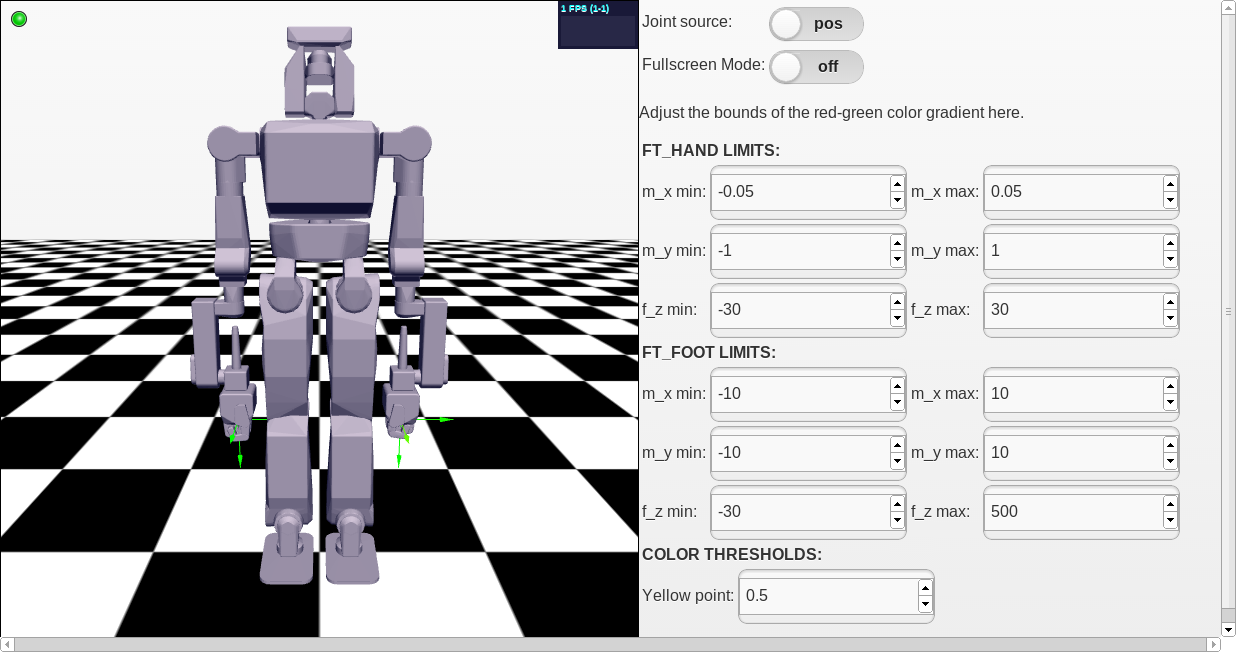 1 FPS (1-1)
Joint source: pos
Fullscreen Mode: off
Adjust the bounds of the red-green color gradient here.
FT_HAND LIMITS:
m_x min: -0.05 m_x max: 0.05
m_y min: -1 m_y max: 1
f_z min: -30 f_z max: 30
FT_FOOT LIMITS:
m_x min: -10 m_x max: 10
m_y min: -10 m_y max: 10
f_z min: -30 f_z max: 500
COLOR THRESHOLDS:
Yellow point: 0.5